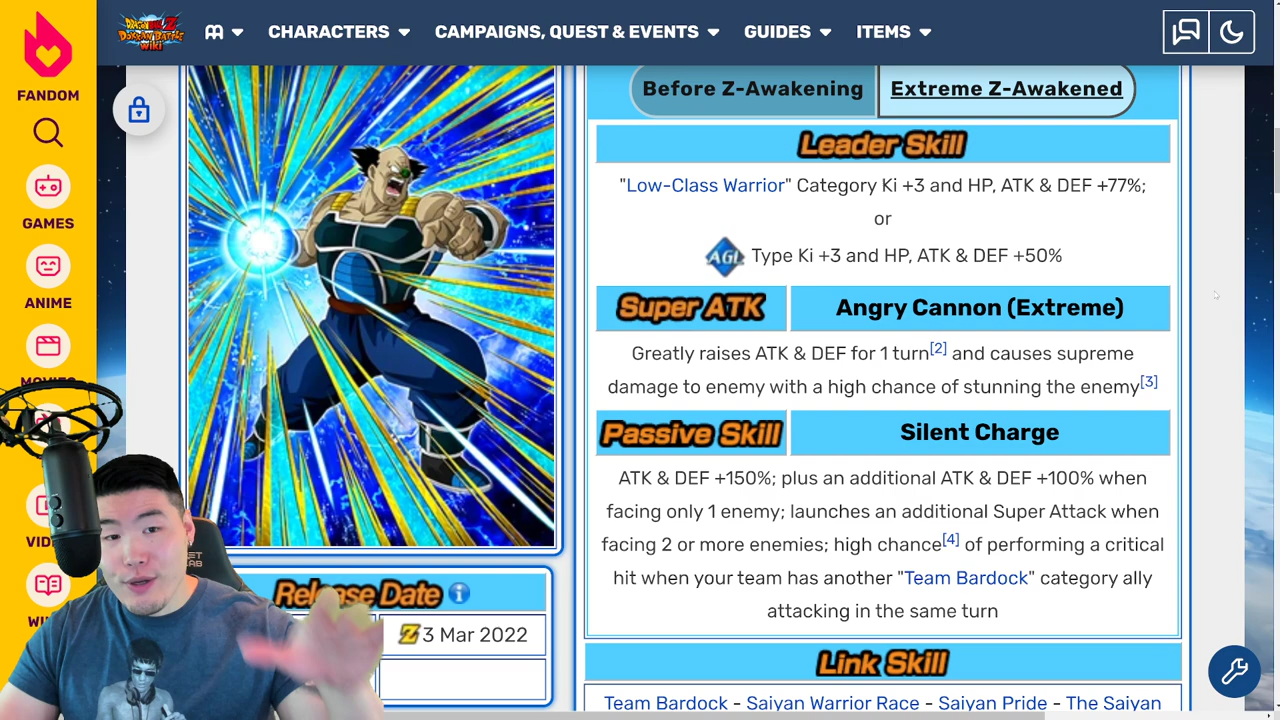 DRAGON BALL Z
DOKKAN BATTLE
WIKI
CHARACTERS
CAMPAIGNS, QUEST & EVENTS
GUIDES
ITEMS
FANDOM
GAMES
ANIME
MOVIES
Before Z-Awakening
Extreme Z-Awakened
Leader Skill
"Low-Class Warrior" Category Ki +3 and HP, ATK & DEF +77%;
or
AGL Type Ki +3 and HP, ATK & DEF +50%
Super ATK
Angry Cannon (Extreme)
Greatly raises ATK & DEF for 1 turn[2] and causes supreme
damage to enemy with a high chance of stunning the enemy[3]
Passive Skill
Silent Charge
ATK & DEF +150%; plus an additional ATK & DEF +100% when
facing only 1 enemy; launches an additional Super Attack when
facing 2 or more enemies; high chance[4] of performing a critical
hit when your team has another "Team Bardock" category ally
attacking in the same turn
Release Date
Z 3 Mar 2022
Link Skill
Team Bardock - Saiyan Warrior Race - Saiyan Pride - The Saiyan